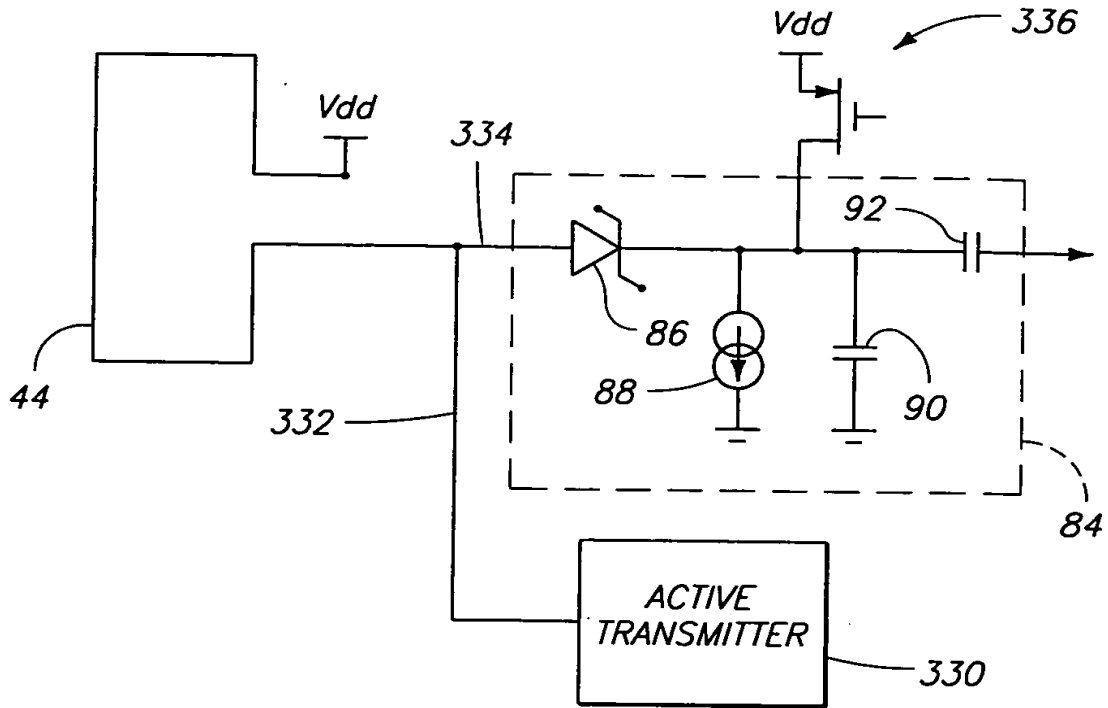 Vdd
336
Vdd
334
92
86
88
90
44
332
84
ACTIVE
TRANSMITTER
330